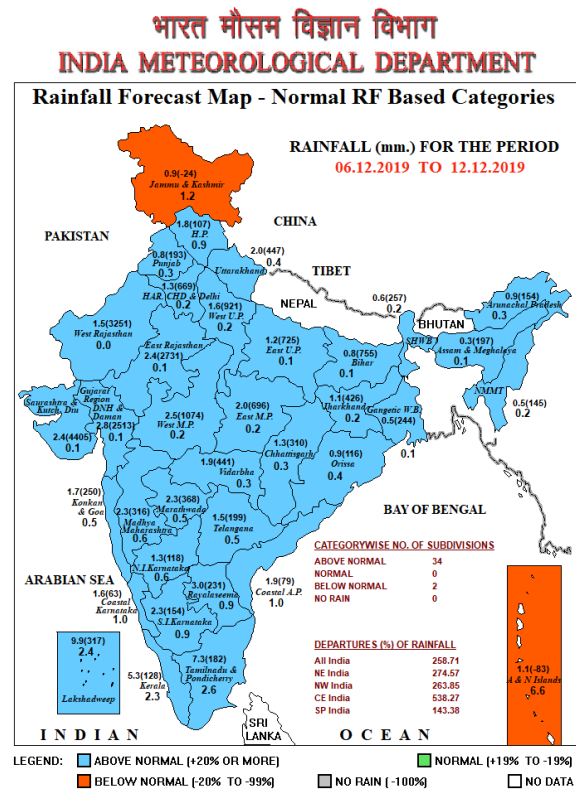 भारत मौसम विज्ञान विभाग
INDIA METEOROLOGICAL DEPARTMENT
Rainfall Forecast Map - Normal RF Based Categories
RAINFALL (mm.) FOR THE PERIOD
06.12.2019 TO 12.12.2019
0.9(-24)
Jammu & Kashmir
1.2
CHINA
PAKISTAN
1.8(107)
H.P.
0.9
0.8(193)
Punjab
0.3
2.0(447)
0.4
Uttarakhand
TIBET
1.3(669)
HAR. CHD & Delhi
0.2
NEPAL
1.6(921)
West U.P.
0.2
0.6(257)
0.2
SHWB
BHUTAN
0.9(154)
Arunachal Pradesh
0.3
1.5(3251)
West Rajasthan
0.0
East Rajasthan
2.4(2731)
0.1
1.2(725)
East U.P.
0.1
0.8(755)
Bihar
0.1
0.3(197)
Assam & Meghalaya
0.1
NMMT
0.5(145)
0.2
Gujarat
Region
DNH &
Daman
2.8(2513)
0.1
Saurashtra &
Kutch, Diu
2.4(4405)
0.1
2.5(1074)
West M.P.
0.2
2.0(696)
East M.P.
0.2
1.1(426)
Jharkhand
0.2
Gangetic W.B.
0.5(244)
0.1
1.3(310)
Chhattisgarh
0.3
0.9(116)
Orissa
0.4
1.9(441)
Vidarbha
0.3
1.7(250)
Konkan
& Goa
0.5
2.3(368)
Marathwada
0.5
2.3(316)
Madhya
Maharashtra
0.6
1.5(199)
Telangana
0.5
BAY OF BENGAL
ARABIAN SEA
1.3(118)
N.I.Karnataka
0.6
3.0(231)
Rayalaseema
0.9
1.9(79)
Coastal A.P.
1.0
1.6(63)
Coastal
Karnataka
1.0
2.3(154)
S.I.Karnataka
0.9
9.9(317)
2.4
Lakshadweep
5.3(128)
Kerala
2.3
7.3(182)
Tamilnadu &
Pondicherry
2.6
CATEGORYWISE NO. OF SUBDIVISIONS
ABOVE NORMAL 34
NORMAL 0
BELOW NORMAL 2
NO RAIN 0
DEPARTURES (%) OF RAINFALL
All India 258.71
NE India 274.57
NW India 263.85
CE India 538.27
SP India 143.38
1.1(-83)
A & N Islands
6.6
SRI
LANKA
INDIAN OCEAN
LEGEND: ABOVE NORMAL (+20% OR MORE) NORMAL (+19% TO -19%)
BELOW NORMAL (-20% TO -99%) NO RAIN (-100%) NO DATA